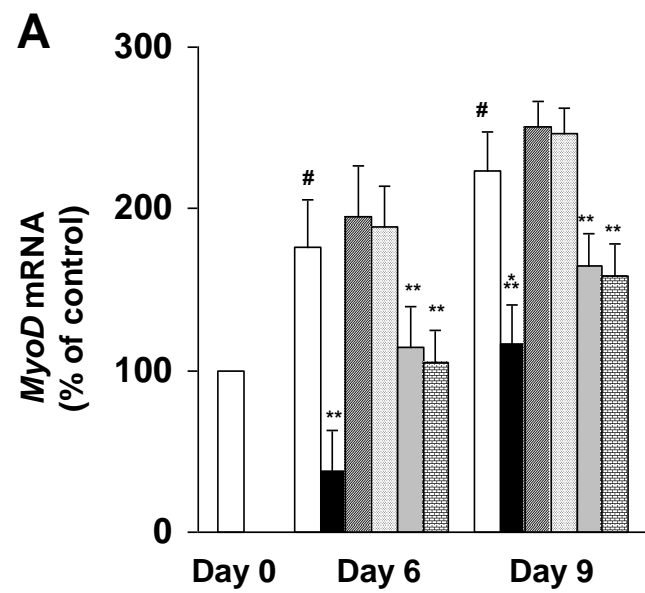 A
300
200
100
0
MyoD mRNA
(% of control)
#
**
**
**
#
*
**
**
**
Day 0
Day 6
Day 9